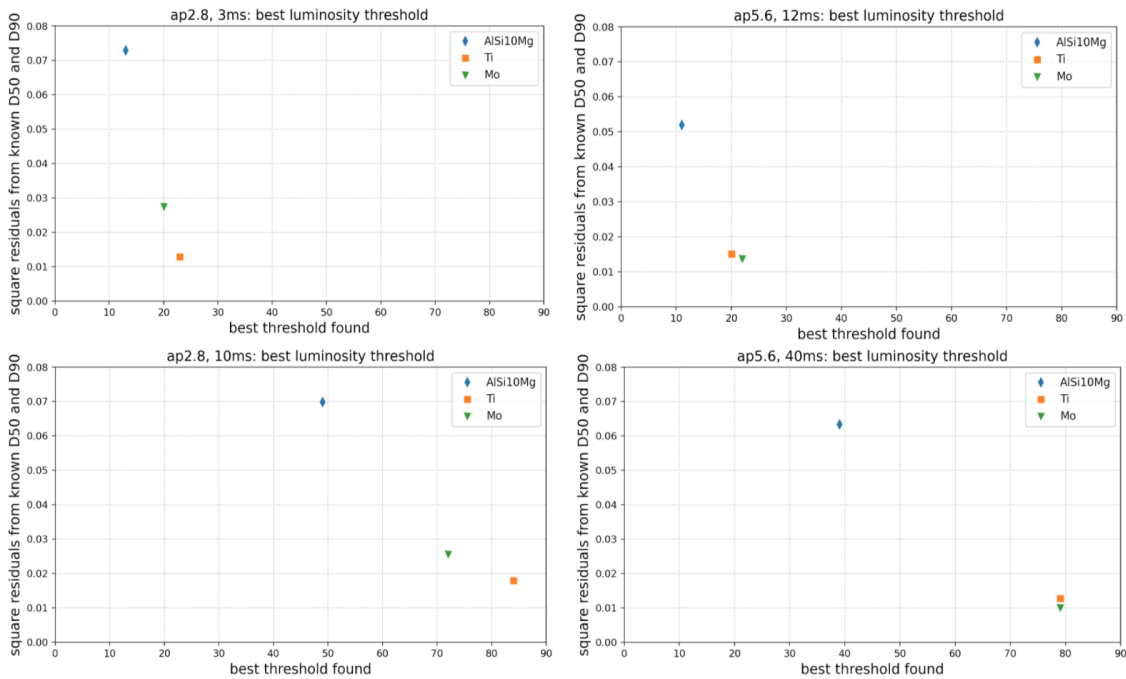 ap2.8, 3ms: best luminosity threshold
square residuals from known D50 and D90
0.08
0.07
0.06
0.05
0.04
0.03
0.02
0.01
0.00
AlSi10Mg
Ti
Mo
0 10 20 30 40 50 60 70 80 90
best threshold found
ap5.6, 12ms: best luminosity threshold
square residuals from known D50 and D90
0.08
0.07
0.06
0.05
0.04
0.03
0.02
0.01
0.00
AlSi10Mg
Ti
Mo
0 10 20 30 40 50 60 70 80 90
best threshold found
ap2.8, 10ms: best luminosity threshold
square residuals from known D50 and D90
0.08
0.07
0.06
0.05
0.04
0.03
0.02
0.01
0.00
AlSi10Mg
Ti
Mo
0 10 20 30 40 50 60 70 80 90
best threshold found
ap5.6, 40ms: best luminosity threshold
square residuals from known D50 and D90
0.08
0.07
0.06
0.05
0.04
0.03
0.02
0.01
0.00
AlSi10Mg
Ti
Mo
0 10 20 30 40 50 60 70 80 90
best threshold found